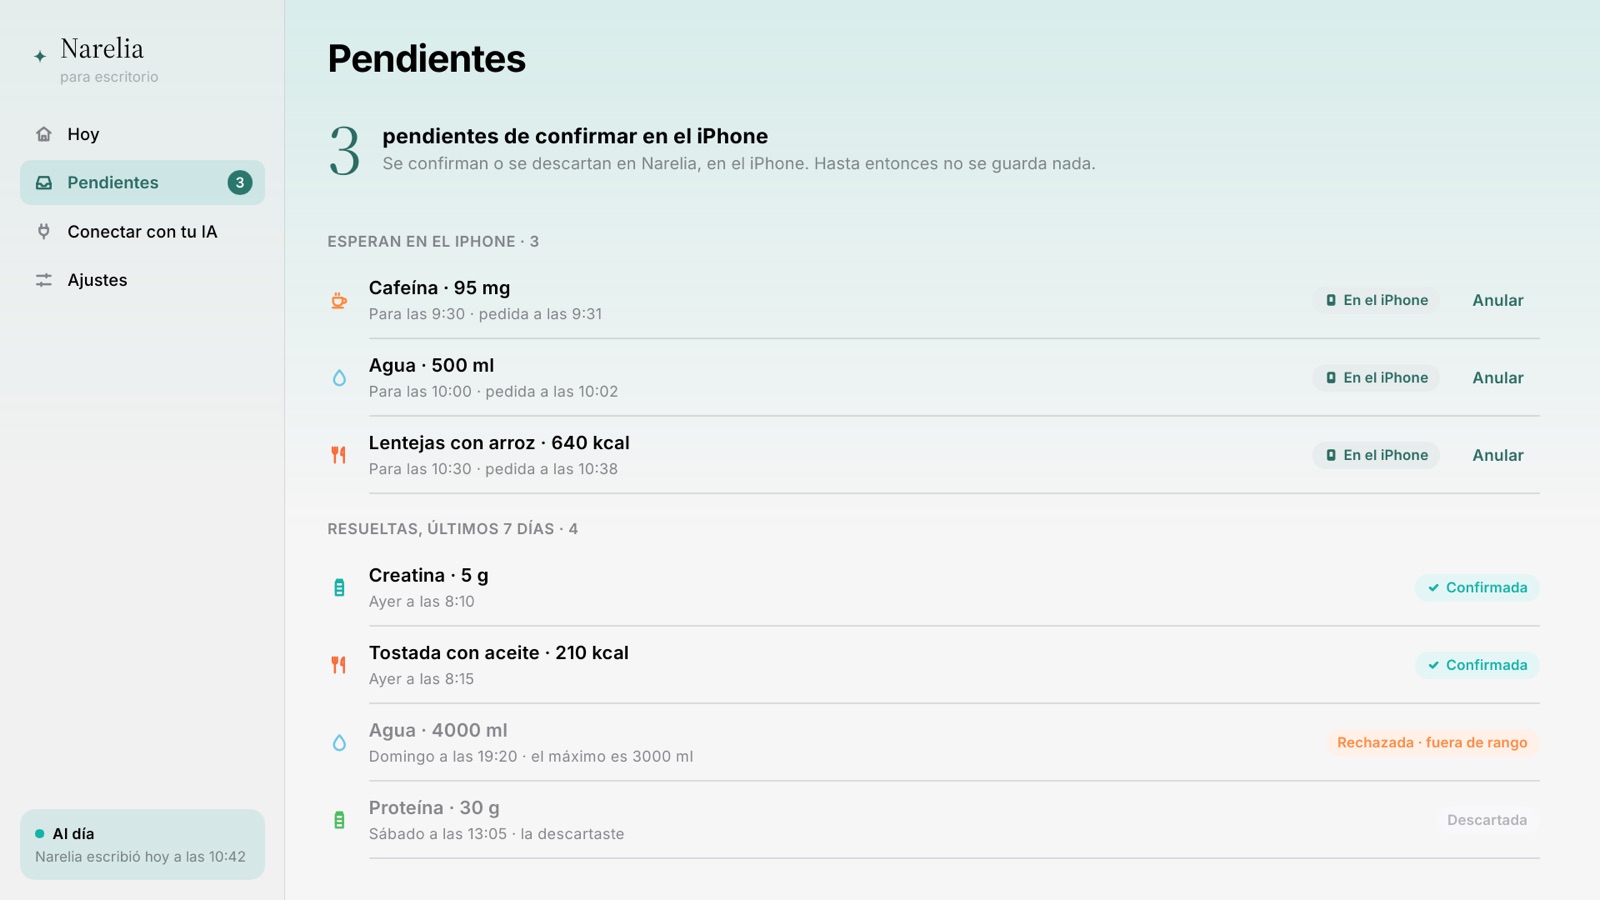 Narelia
para escritorio
Hoy
Pendientes
3
Conectar con tu IA
Ajustes
Al día
Narelia escribió hoy a las 10:42
Pendientes
3
pendientes de confirmar en el iPhone
Se confirman o se descartan en Narelia, en el iPhone. Hasta entonces no se guarda nada.
ESPERAN EN EL IPHONE · 3
Cafeína · 95 mg
Para las 9:30 · pedida a las 9:31
En el iPhone
Anular
Agua · 500 ml
Para las 10:00 · pedida a las 10:02
En el iPhone
Anular
Lentejas con arroz · 640 kcal
Para las 10:30 · pedida a las 10:38
En el iPhone
Anular
RESUELTAS, ÚLTIMOS 7 DÍAS · 4
Creatina · 5 g
Ayer a las 8:10
Confirmada
Tostada con aceite · 210 kcal
Ayer a las 8:15
Confirmada
Agua · 4000 ml
Domingo a las 19:20 · el máximo es 3000 ml
Rechazada · fuera de rango
Proteína · 30 g
Sábado a las 13:05 · la descartaste
Descartada